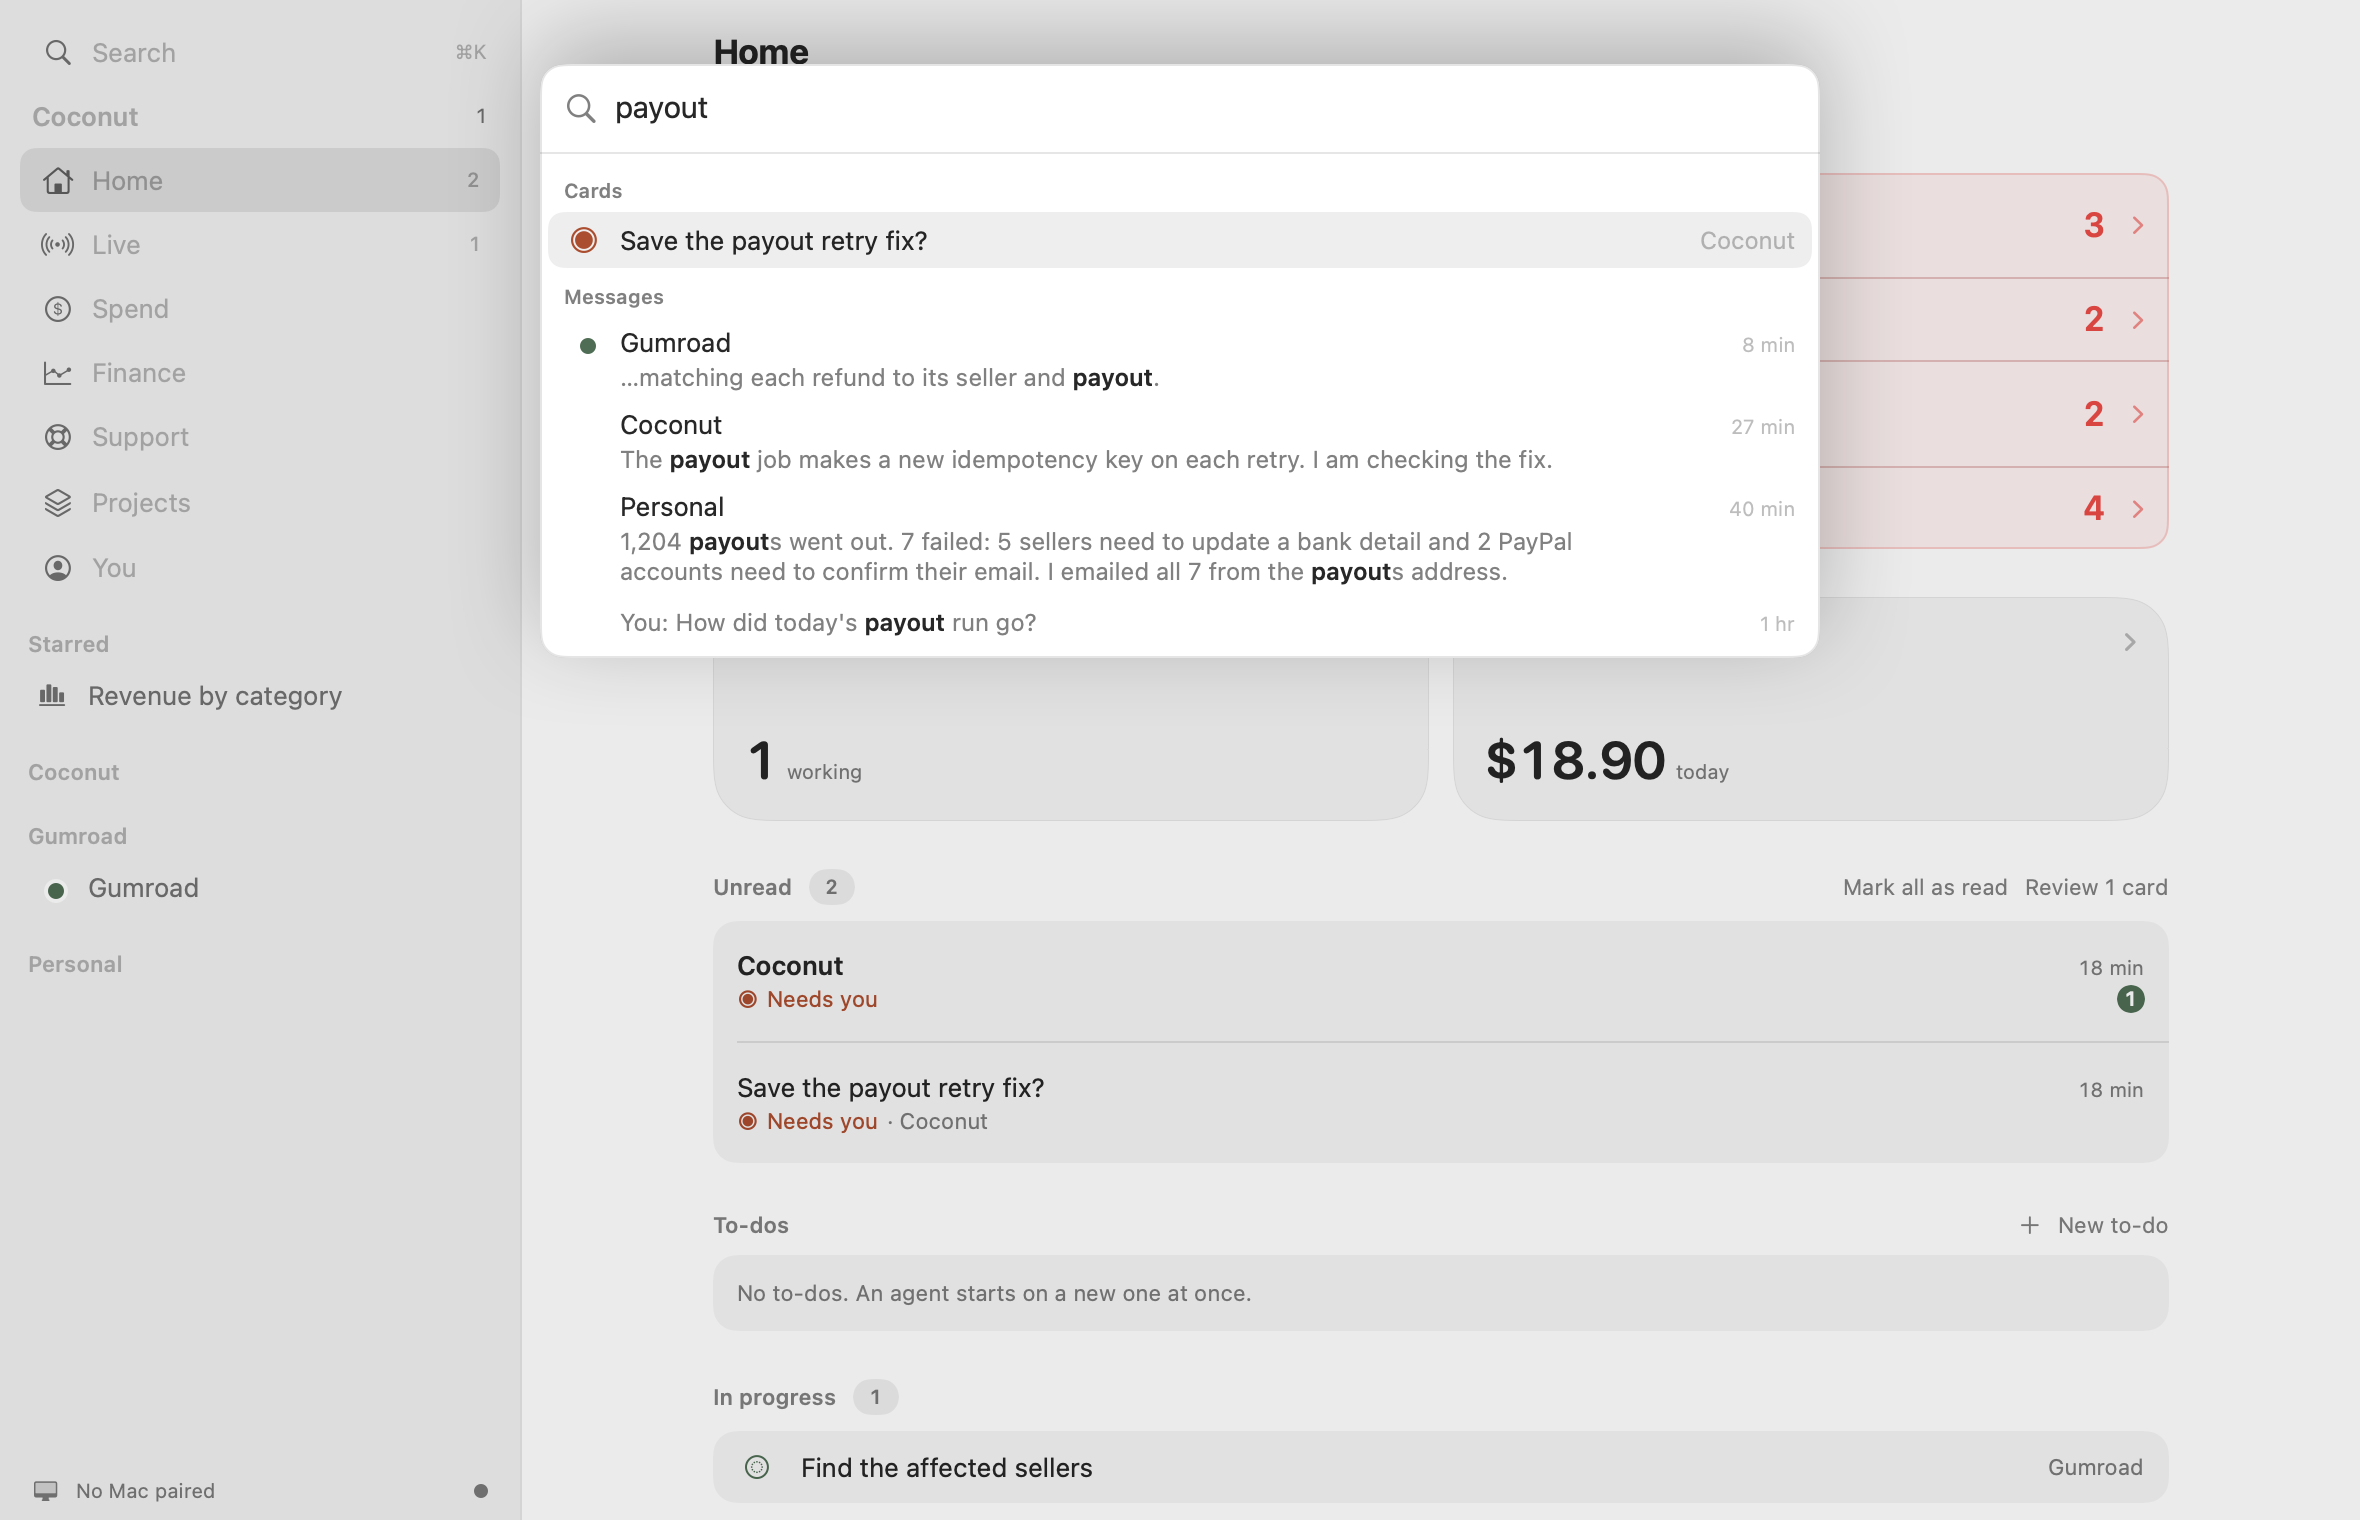 Search ⌘K
Coconut 1
Home 2
Live 1
Spend
Finance
Support
Projects
You
Starred
Revenue by category
Coconut
Gumroad
Gumroad
Personal
No Mac paired
Home
payout
Cards
Save the payout retry fix? Coconut
Messages
Gumroad 8 min
...matching each refund to its seller and payout.
Coconut 27 min
The payout job makes a new idempotency key on each retry. I am checking the fix.
Personal 40 min
1,204 payouts went out. 7 failed: 5 sellers need to update a bank detail and 2 PayPal
accounts need to confirm their email. I emailed all 7 from the payouts address.
You: How did today's payout run go? 1 hr
3
2
2
4
1 working
$18.90 today
Unread 2 Mark all as read Review 1 card
Coconut 18 min
Needs you 1
Save the payout retry fix? 18 min
Needs you · Coconut
To-dos + New to-do
No to-dos. An agent starts on a new one at once.
In progress 1
Find the affected sellers Gumroad